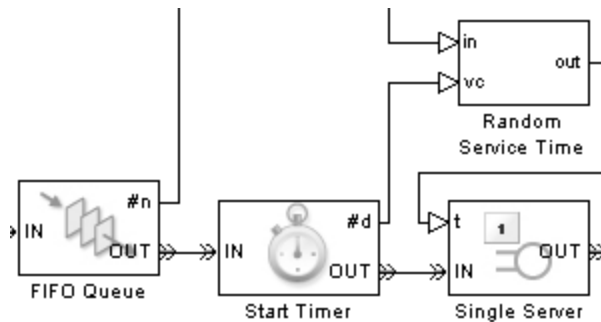 in
out
vc
Random
Service Time
#n
IN
OUT
FIFO Queue
#d
IN
OUT
Start Timer
t
1
OUT
IN
Single Server